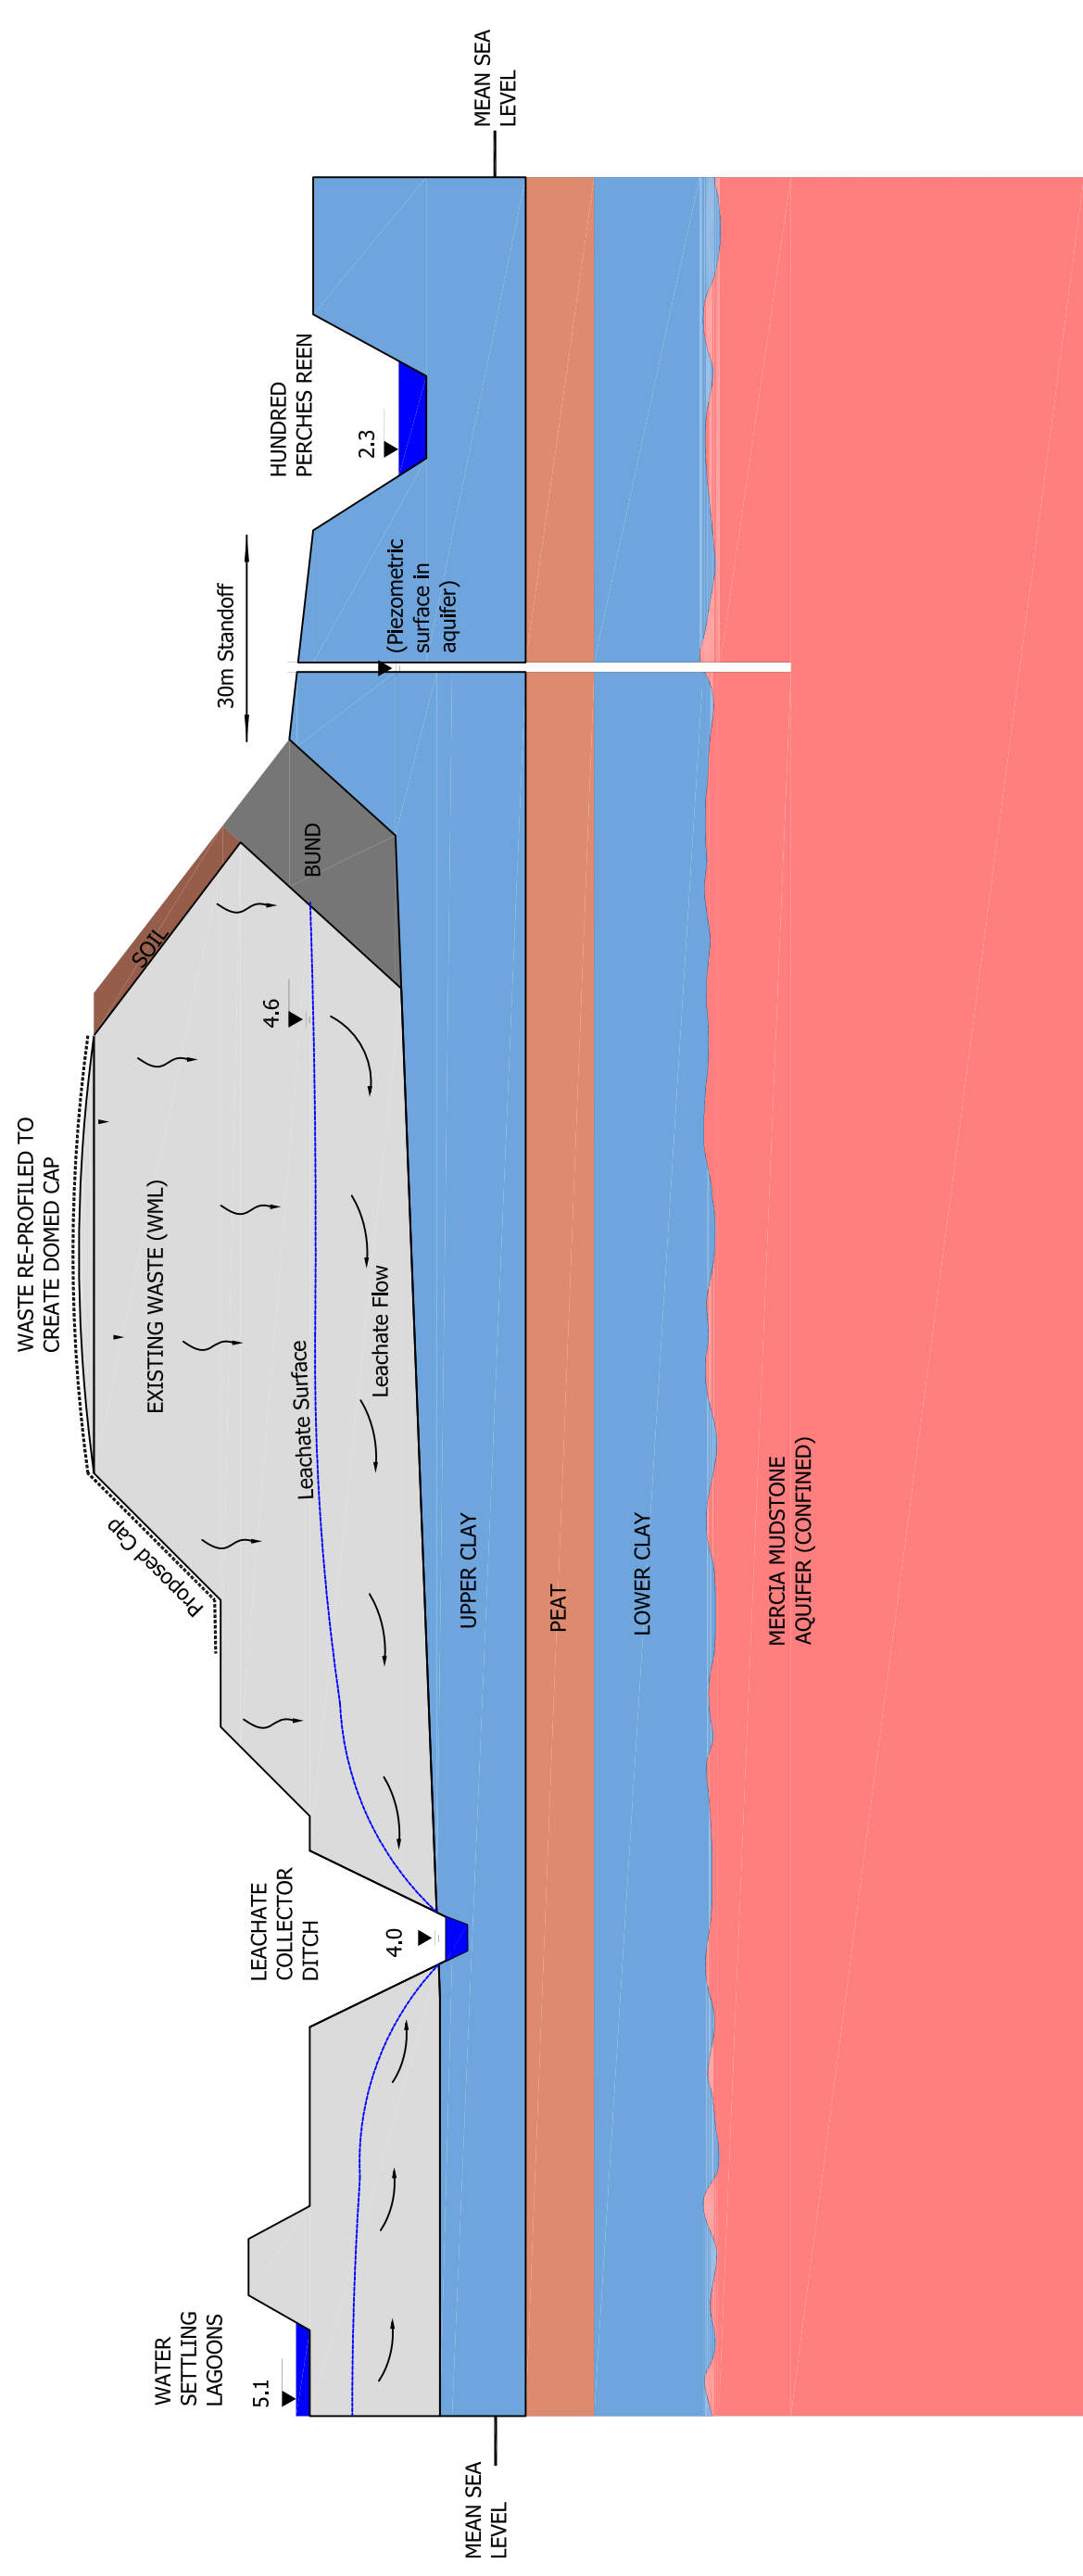 WASTE RE-PROFILED TO
CREATE DOMED CAP
Proposed Cap
SOIL
EXISTING WASTE (WML)
WATER
SETTLING
LAGOONS
5.1
LEACHATE
COLLECTOR
DITCH
4.0
Leachate Surface
Leachate Flow
4.6
BUND
30m Standoff
HUNDRED
PERCHES REEN
2.3
(Piezometric
surface in
aquifer)
MEAN SEA
LEVEL
MEAN SEA
LEVEL
UPPER CLAY
PEAT
LOWER CLAY
MERCIA MUDSTONE
AQUIFER (CONFINED)